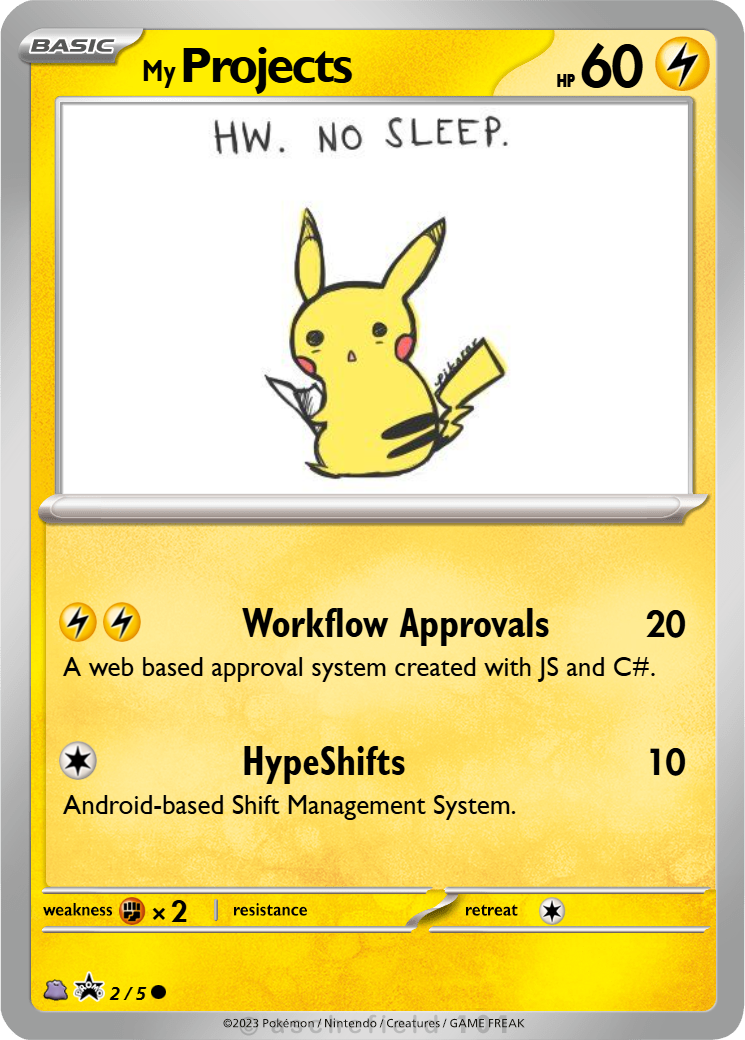 BASIC
My Projects
HP 60
HW. NO SLEEP.
pikarar
Workflow Approvals 20
A web based approval system created with JS and C#.
HypeShifts 10
Android-based Shift Management System.
weakness × 2 resistance retreat
PROMO 2 / 5
©2023 Pokémon / Nintendo / Creatures / GAME FREAK